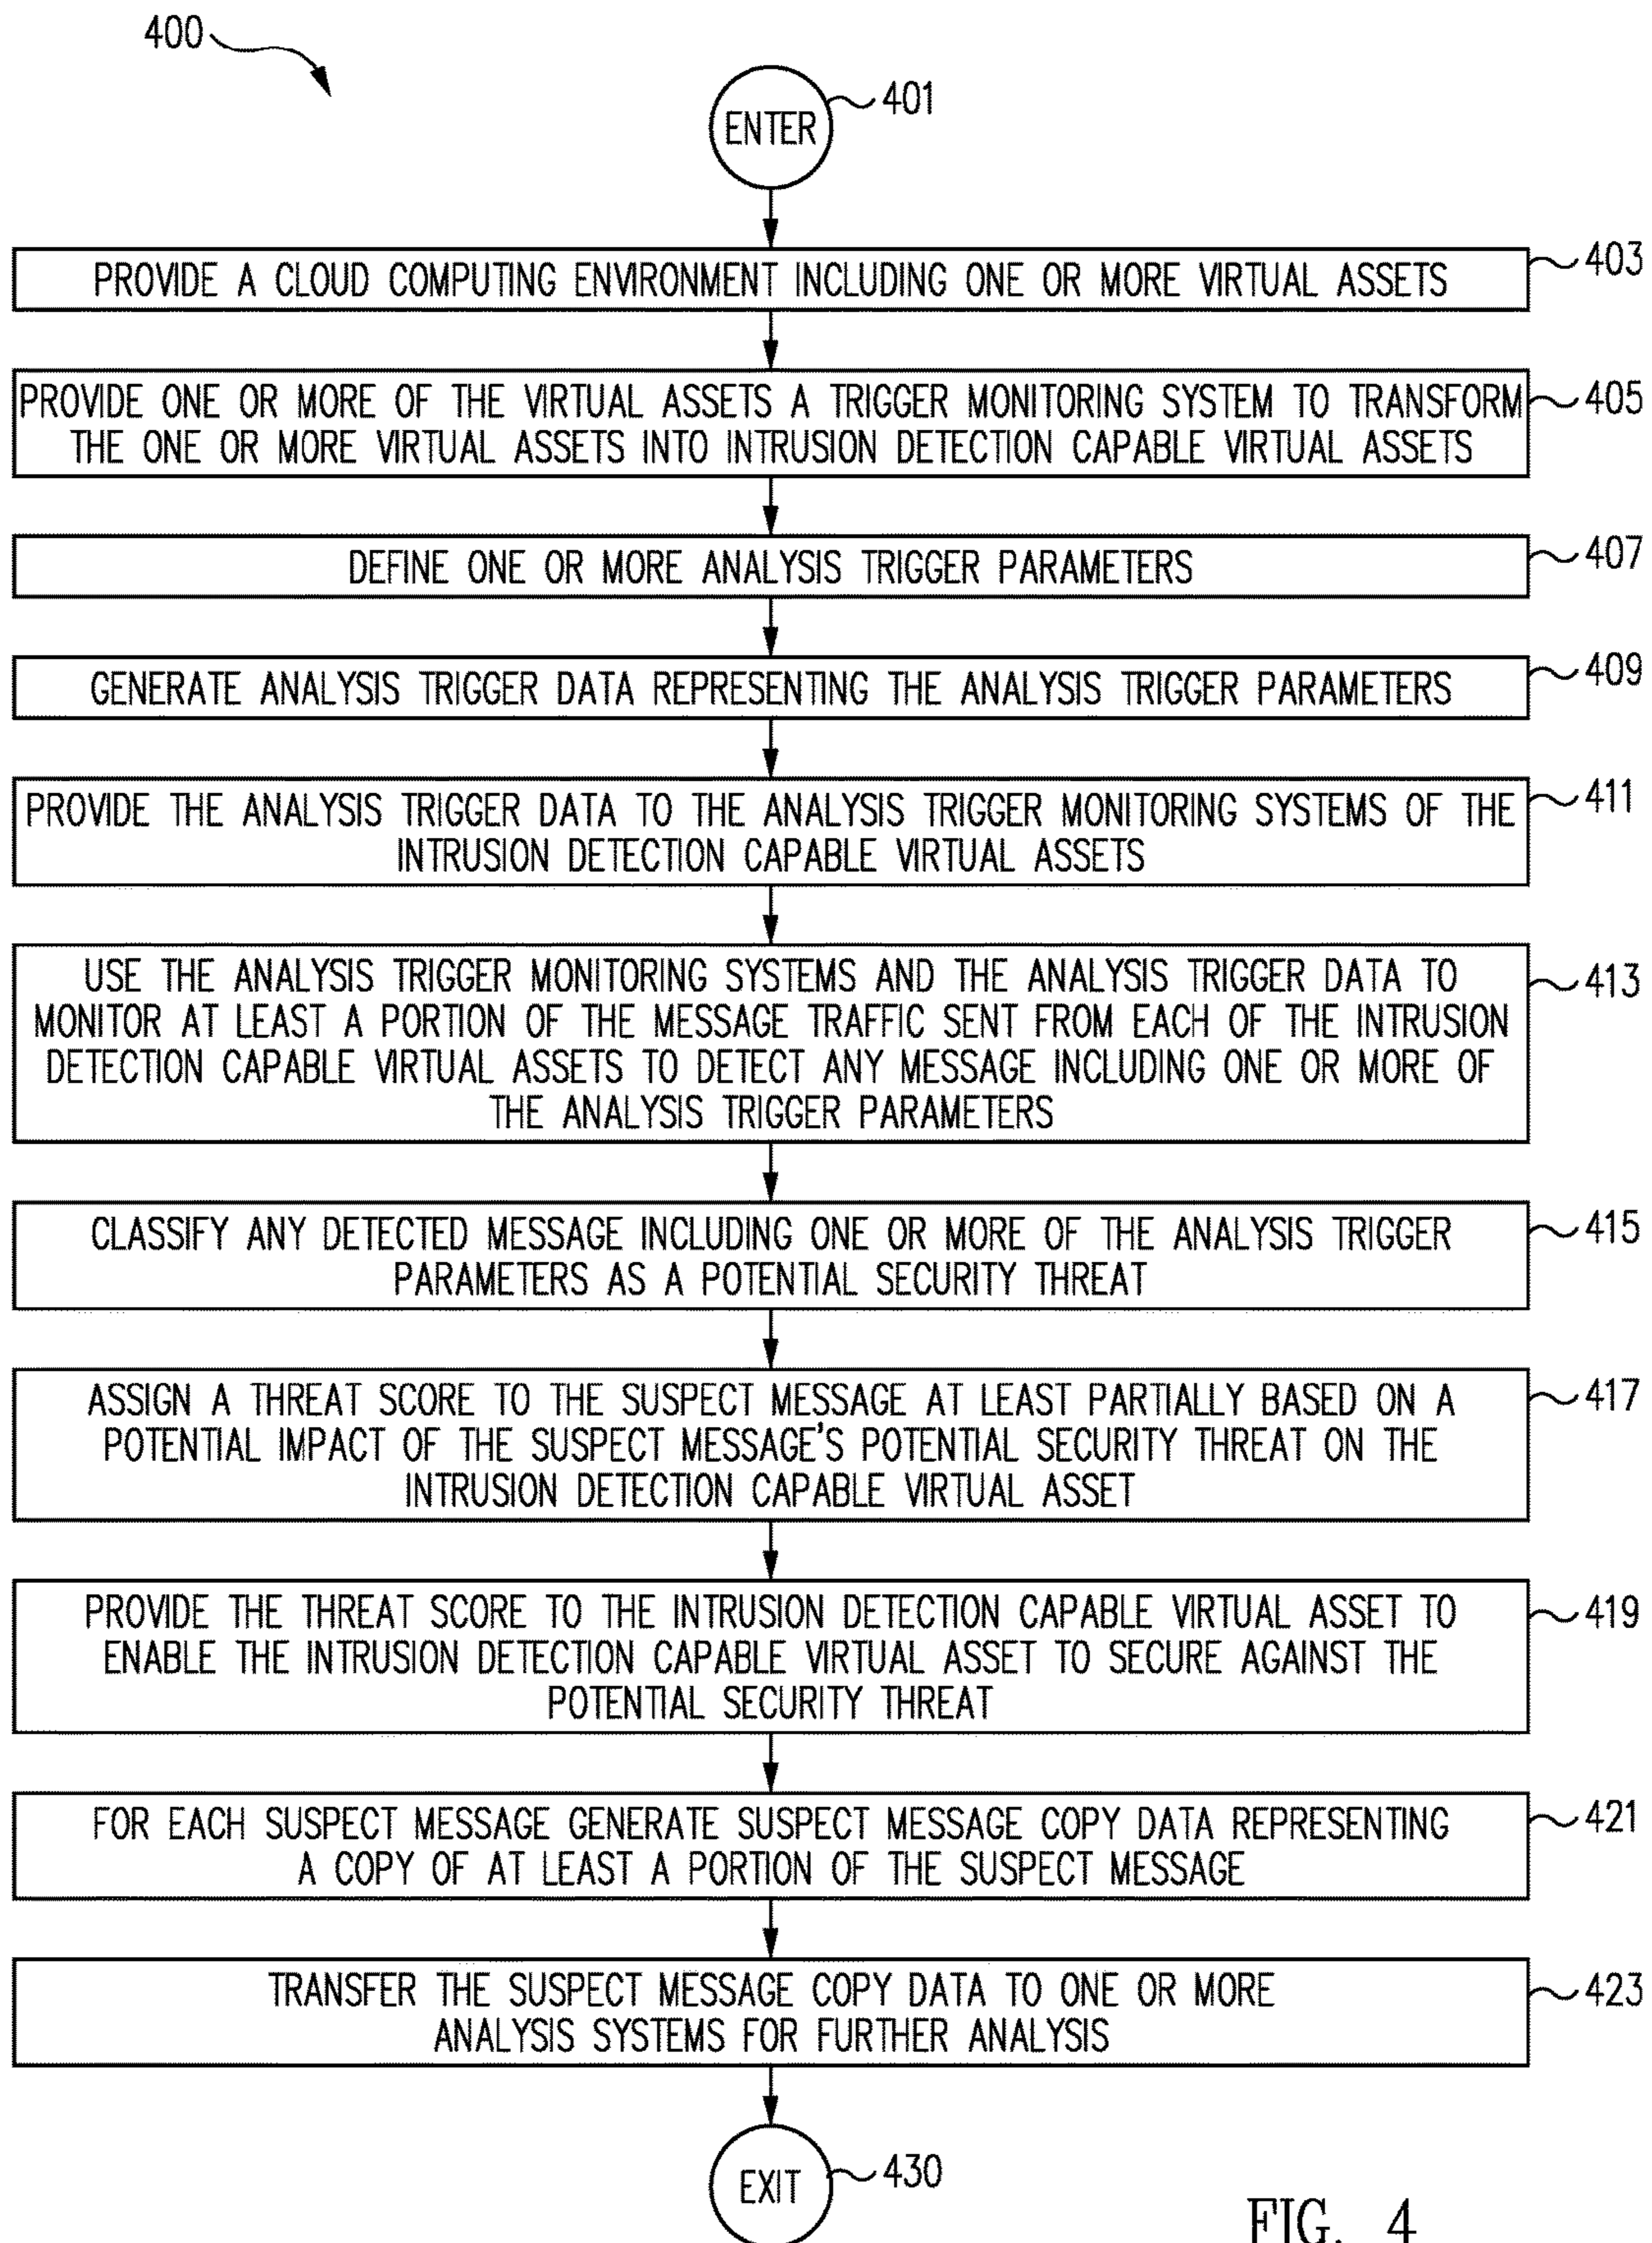 400
ENTER
401
PROVIDE A CLOUD COMPUTING ENVIRONMENT INCLUDING ONE OR MORE VIRTUAL ASSETS
403
PROVIDE ONE OR MORE OF THE VIRTUAL ASSETS A TRIGGER MONITORING SYSTEM TO TRANSFORM
THE ONE OR MORE VIRTUAL ASSETS INTO INTRUSION DETECTION CAPABLE VIRTUAL ASSETS
405
DEFINE ONE OR MORE ANALYSIS TRIGGER PARAMETERS
407
GENERATE ANALYSIS TRIGGER DATA REPRESENTING THE ANALYSIS TRIGGER PARAMETERS
409
PROVIDE THE ANALYSIS TRIGGER DATA TO THE ANALYSIS TRIGGER MONITORING SYSTEMS OF THE
INTRUSION DETECTION CAPABLE VIRTUAL ASSETS
411
USE THE ANALYSIS TRIGGER MONITORING SYSTEMS AND THE ANALYSIS TRIGGER DATA TO
MONITOR AT LEAST A PORTION OF THE MESSAGE TRAFFIC SENT FROM EACH OF THE INTRUSION
DETECTION CAPABLE VIRTUAL ASSETS TO DETECT ANY MESSAGE INCLUDING ONE OR MORE OF
THE ANALYSIS TRIGGER PARAMETERS
413
CLASSIFY ANY DETECTED MESSAGE INCLUDING ONE OR MORE OF THE ANALYSIS TRIGGER
PARAMETERS AS A POTENTIAL SECURITY THREAT
415
ASSIGN A THREAT SCORE TO THE SUSPECT MESSAGE AT LEAST PARTIALLY BASED ON A
POTENTIAL IMPACT OF THE SUSPECT MESSAGE'S POTENTIAL SECURITY THREAT ON THE
INTRUSION DETECTION CAPABLE VIRTUAL ASSET
417
PROVIDE THE THREAT SCORE TO THE INTRUSION DETECTION CAPABLE VIRTUAL ASSET TO
ENABLE THE INTRUSION DETECTION CAPABLE VIRTUAL ASSET TO SECURE AGAINST THE
POTENTIAL SECURITY THREAT
419
FOR EACH SUSPECT MESSAGE GENERATE SUSPECT MESSAGE COPY DATA REPRESENTING
A COPY OF AT LEAST A PORTION OF THE SUSPECT MESSAGE
421
TRANSFER THE SUSPECT MESSAGE COPY DATA TO ONE OR MORE
ANALYSIS SYSTEMS FOR FURTHER ANALYSIS
423
EXIT
430
FIG. 4